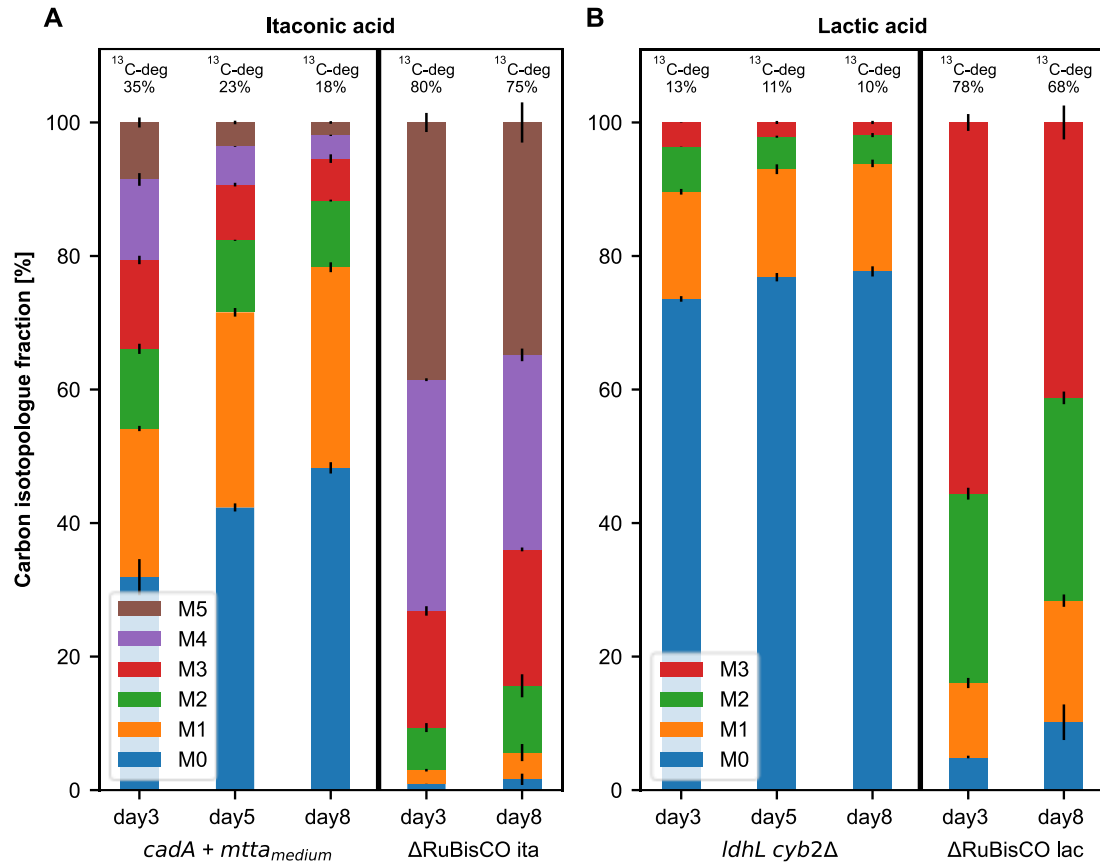 A
Itaconic acid
¹³C-deg 35%
¹³C-deg 23%
¹³C-deg 18%
¹³C-deg 80%
¹³C-deg 75%
Carbon isotopologue fraction [%]
100
80
60
40
20
0
M5
M4
M3
M2
M1
M0
day3 day5 day8 day3 day8
cadA + mtta_medium ΔRuBisCO ita
B
Lactic acid
¹³C-deg 13%
¹³C-deg 11%
¹³C-deg 10%
¹³C-deg 78%
¹³C-deg 68%
100
80
60
40
20
0
M3
M2
M1
M0
day3 day5 day8 day3 day8
ldhL cyb2Δ ΔRuBisCO lac